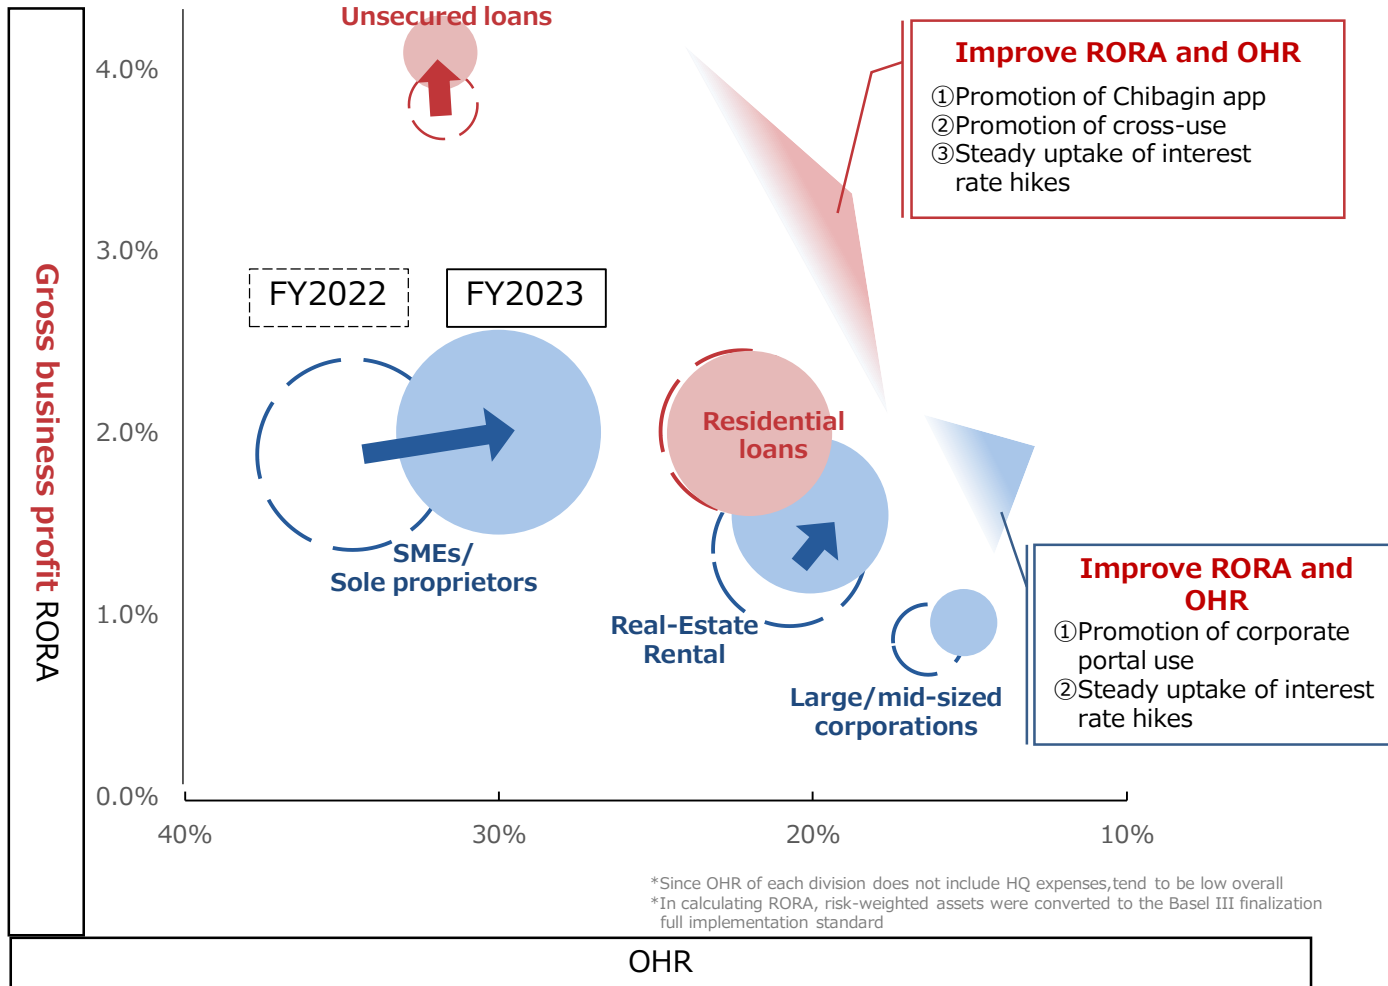 Unsecured loans
4.0%
3.0%
2.0%
1.0%
0.0%
Gross business profit RORA
FY2022
FY2023
Residential
loans
SMEs/
Sole proprietors
Real-Estate
Rental
Large/mid-sized
corporations
Improve RORA and OHR
①Promotion of Chibagin app
②Promotion of cross-use
③Steady uptake of interest
rate hikes
Improve RORA and
OHR
①Promotion of corporate
portal use
②Steady uptake of interest
rate hikes
40%
30%
20%
10%
*Since OHR of each division does not include HQ expenses,tend to be low overall
*In calculating RORA, risk-weighted assets were converted to the Basel III finalization
full implementation standard
OHR